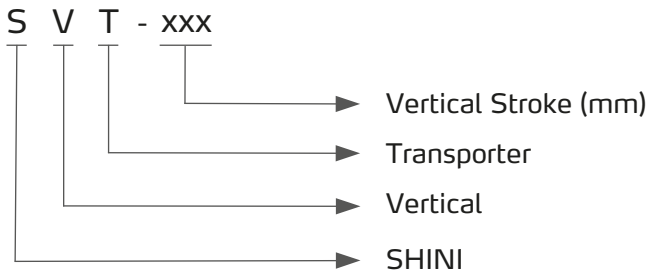 S V T - xxx
Vertical Stroke (mm)
Transporter
Vertical
SHINI